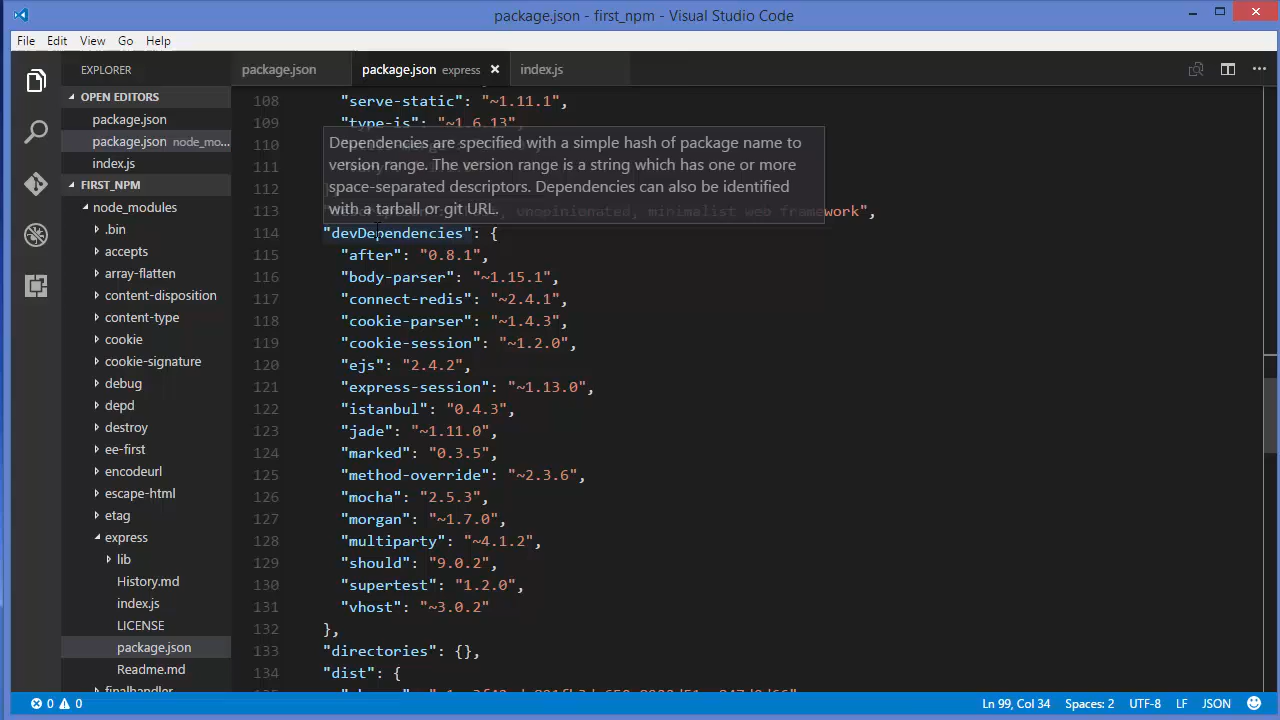 package.json - first_npm - Visual Studio Code
File Edit View Go Help
EXPLORER
package.json
package.json express
index.js
OPEN EDITORS
package.json
package.json node_mo...
index.js
FIRST_NPM
node_modules
.bin
accepts
array-flatten
content-disposition
content-type
cookie
cookie-signature
debug
depd
destroy
ee-first
encodeurl
escape-html
etag
express
lib
History.md
index.js
LICENSE
package.json
Readme.md
finalhandler
108 "serve-static": "~1.11.1",
109 "type-is": "~1.6.13",
110
111
112
Dependencies are specified with a simple hash of package name to
version range. The version range is a string which has one or more
space-separated descriptors. Dependencies can also be identified
with a tarball or git URL.
113 unopinionated, minimalist web framework",
114 "devDependencies": {
115 "after": "0.8.1",
116 "body-parser": "~1.15.1",
117 "connect-redis": "~2.4.1",
118 "cookie-parser": "~1.4.3",
119 "cookie-session": "~1.2.0",
120 "ejs": "2.4.2",
121 "express-session": "~1.13.0",
122 "istanbul": "0.4.3",
123 "jade": "~1.11.0",
124 "marked": "0.3.5",
125 "method-override": "~2.3.6",
126 "mocha": "2.5.3",
127 "morgan": "~1.7.0",
128 "multiparty": "~4.1.2",
129 "should": "9.0.2",
130 "supertest": "1.2.0",
131 "vhost": "~3.0.2"
132 },
133 "directories": {},
134 "dist": {
0 0
Ln 99, Col 34 Spaces: 2 UTF-8 LF JSON